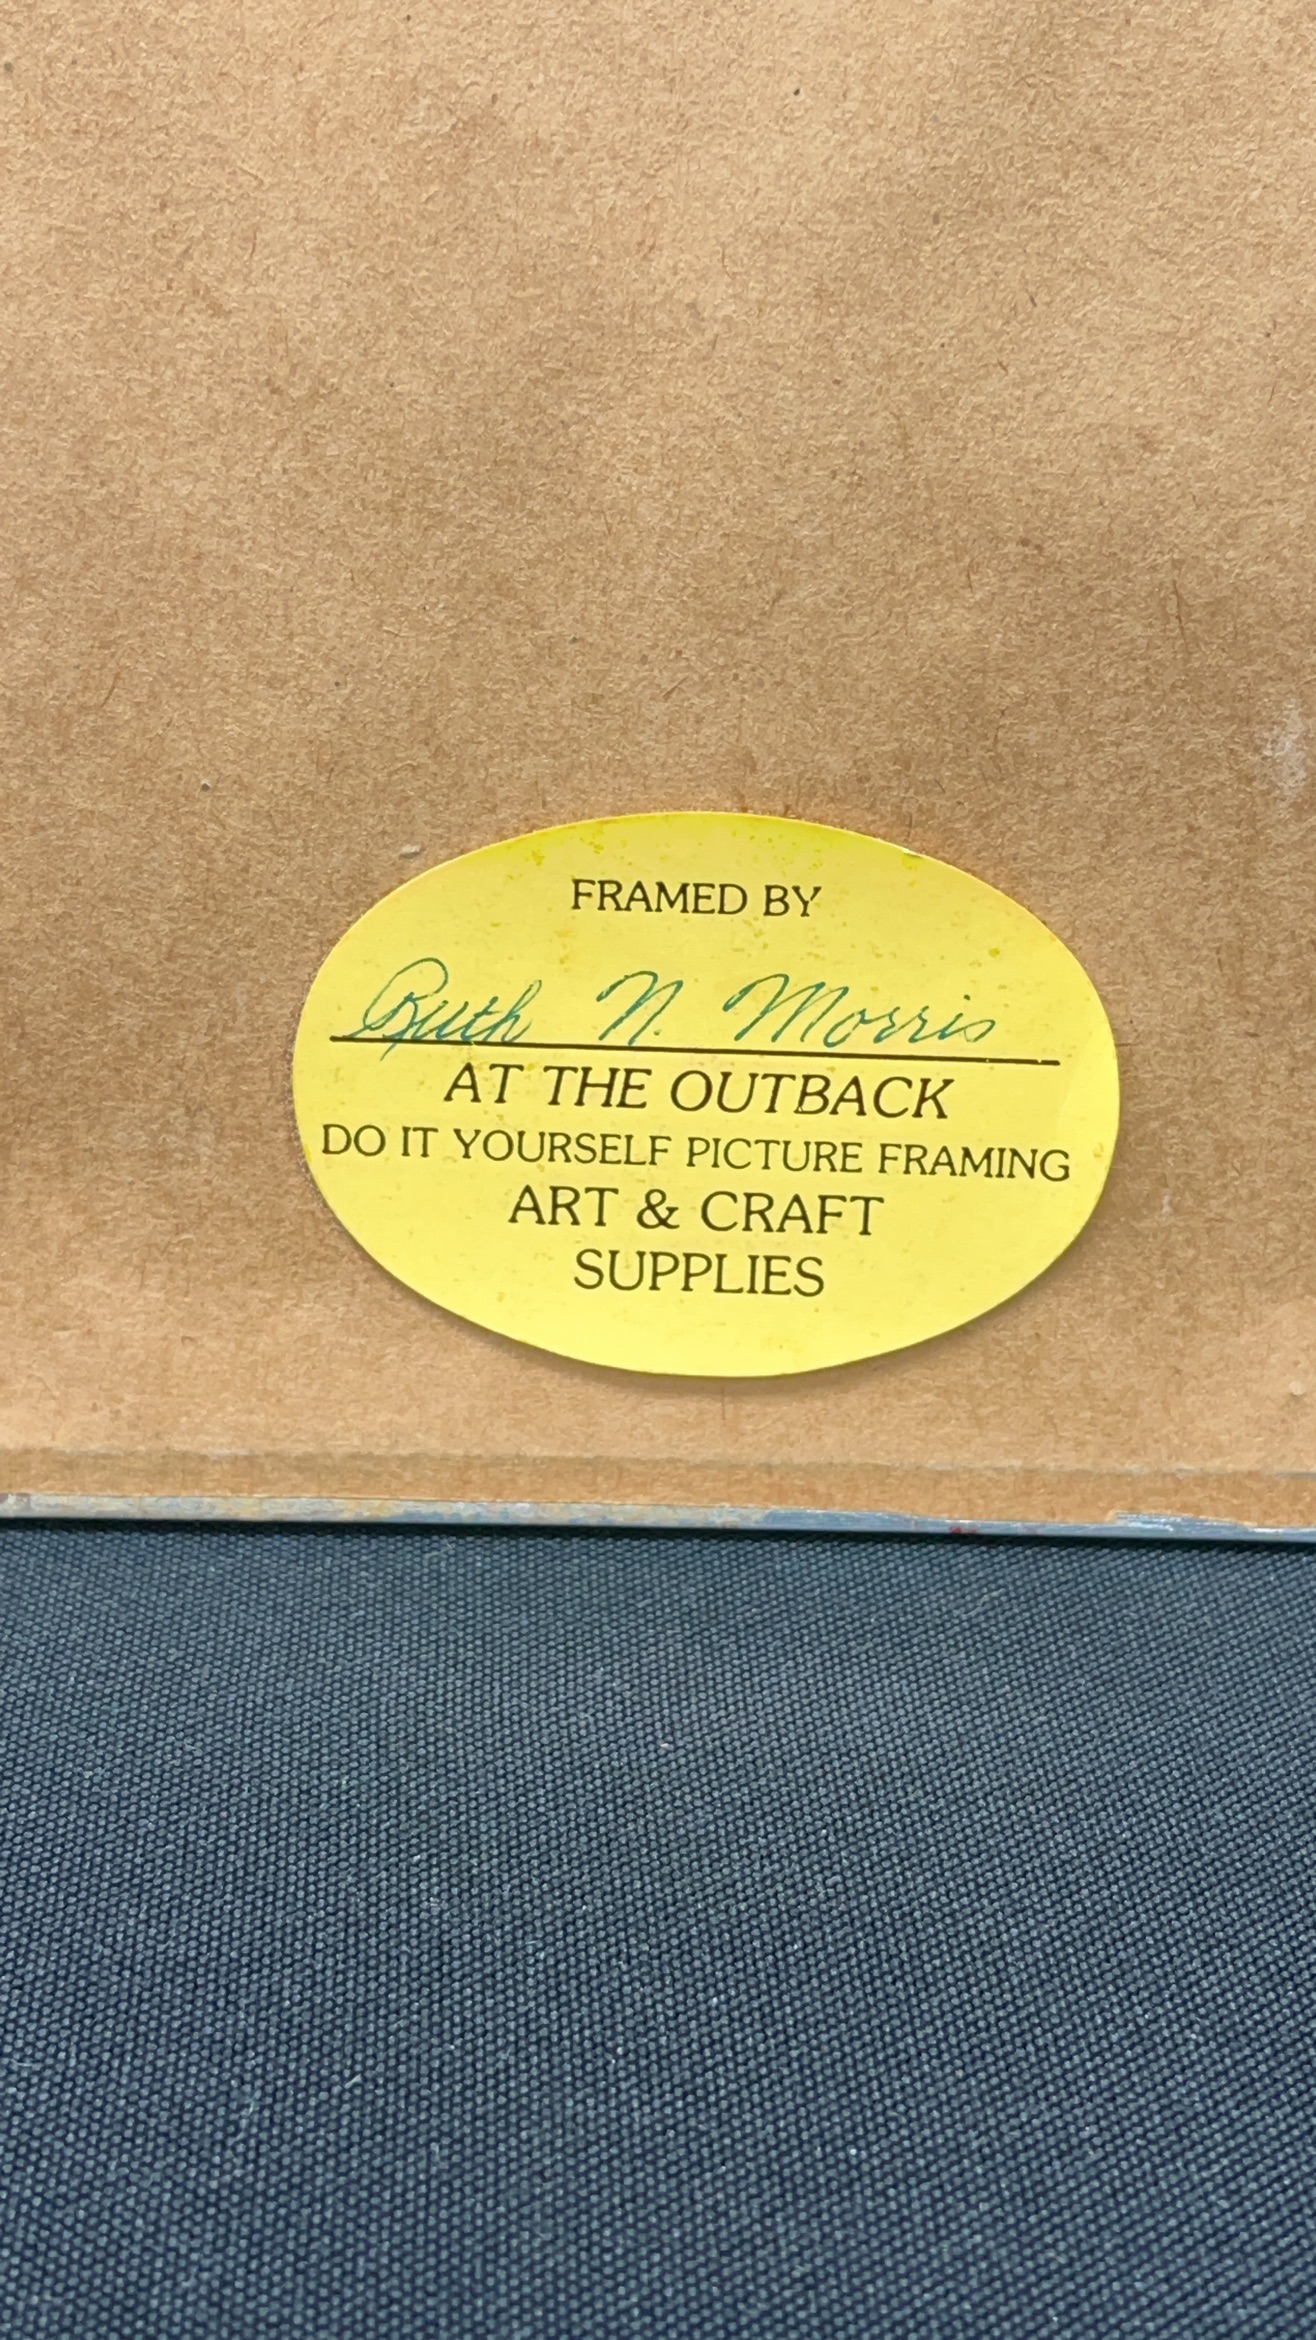 FRAMED BY
Ruth N. Morris
AT THE OUTBACK
DO IT YOURSELF PICTURE FRAMING
ART & CRAFT
SUPPLIES